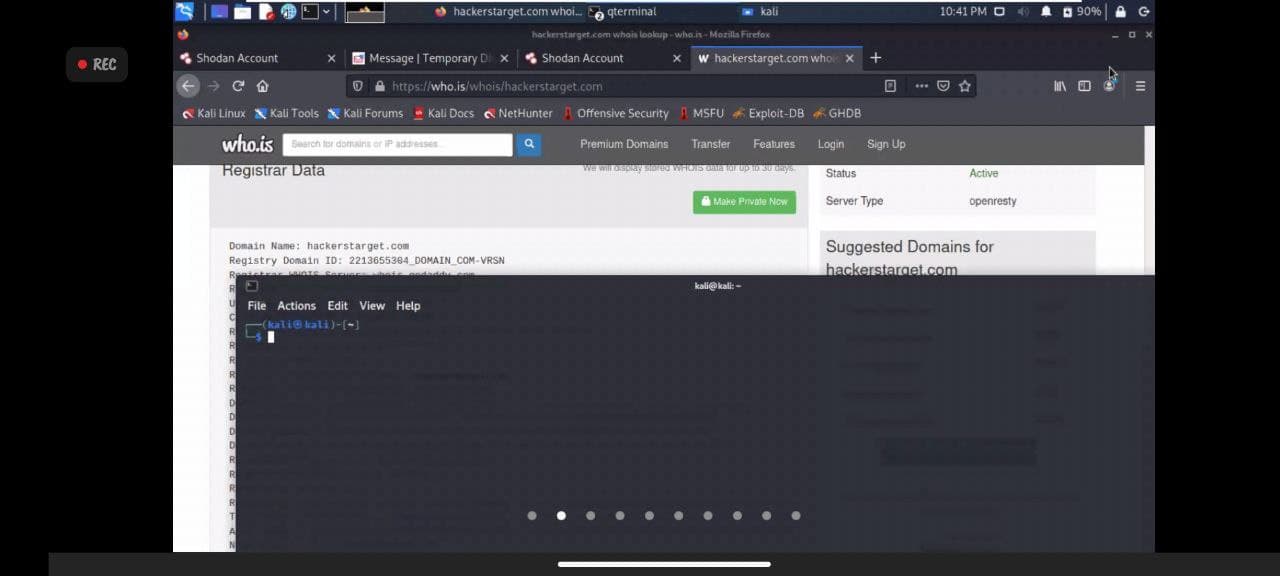 hackerstarget.com whoi...
qterminal
kali
10:41 PM
90%
REC
hackerstarget.com whois lookup - who.is - Mozilla Firefox
Shodan Account
Message | Temporary D
Shodan Account
W hackerstarget.com whois
https://who.is/whois/hackerstarget.com
Kali Linux Kali Tools Kali Forums Kali Docs NetHunter Offensive Security MSFU Exploit-DB GHDB
who.is Search for domains or IP addresses... Premium Domains Transfer Features Login Sign Up
Registrar Data
We will display stored WHOIS data for up to 30 days.
Make Private Now
Status Active
Server Type openresty
Domain Name: hackerstarget.com
Registry Domain ID: 2213655304_DOMAIN_COM-VRSN
Registrar WHOIS Server: whois.godaddy.com
Suggested Domains for
hackerstarget.com
R
U
C
R
R
R
R
R
D
D
D
D
R
R
R
R
T
A
N
kali@kali: ~
File Actions Edit View Help
(kali㉿kali)-[~]
$